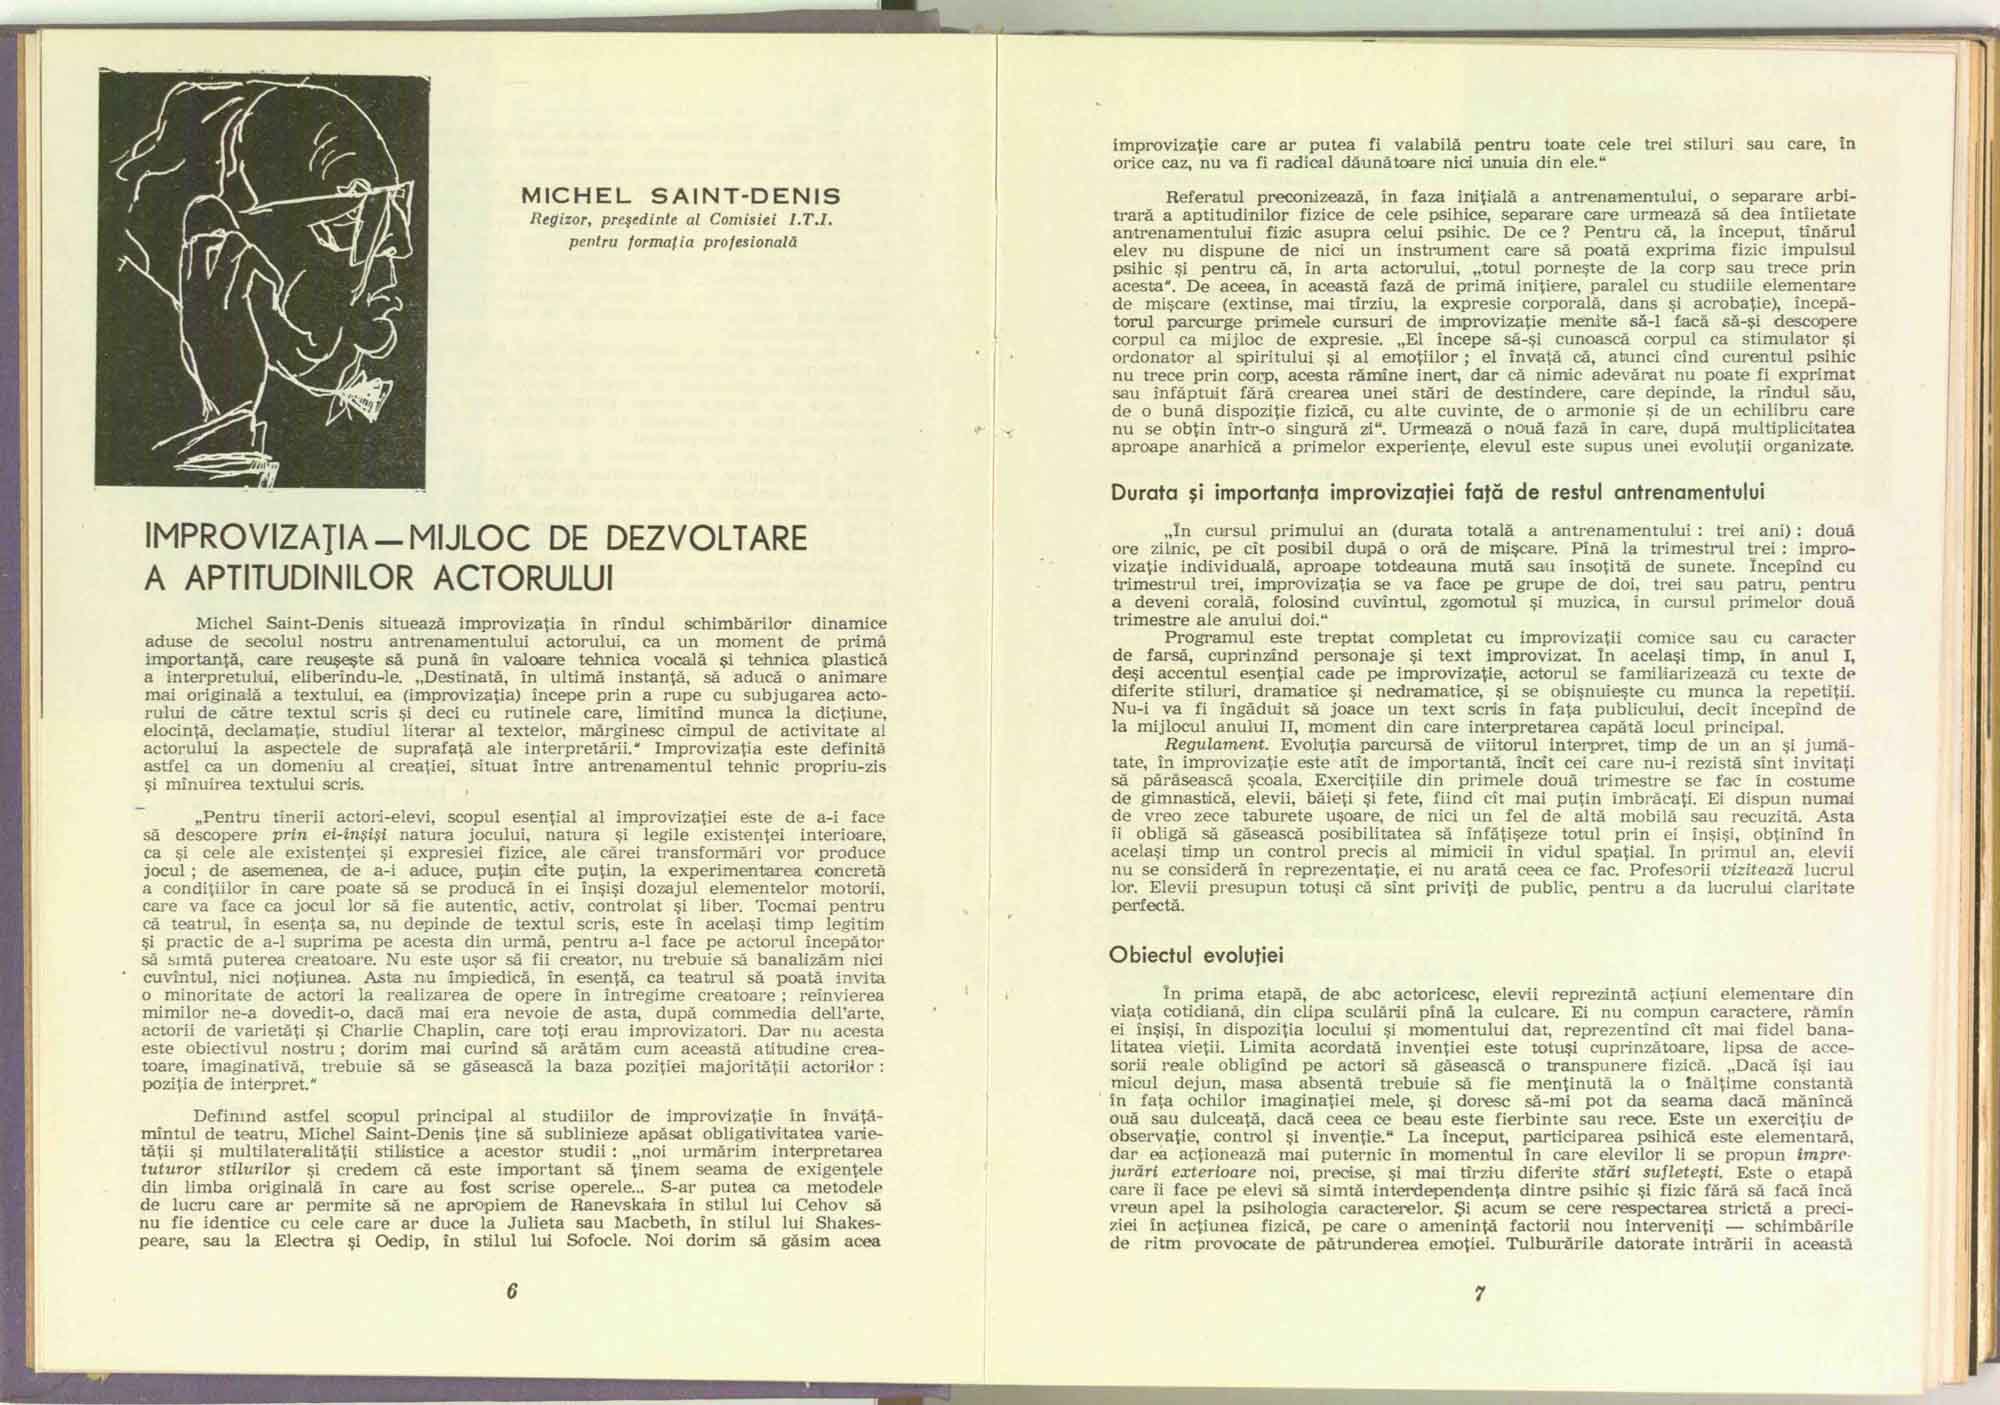 MICHEL SAINT-DENIS
Regizor, președinte al Comisiei I.T.I.
pentru formația profesională
IMPROVIZAȚIA — MIJLOC DE DEZVOLTARE
A APTITUDINILOR ACTORULUI
Michel Saint-Denis situează improvizația în rîndul schimbărilor dinamice
aduse de secolul nostru antrenamentului actorului, ca un moment de primă
importanță, care reușește să pună în valoare tehnica vocală și tehnica plastică
a interpretului, eliberîndu-le. „Destinată, în ultimă instanță, să aducă o animare
mai originală a textului, ea (improvizația) începe prin a rupe cu subjugarea acto-
rului de către textul scris și deci cu rutinele care, limitînd munca la dicțiune,
elocință, declamație, studiul literar al textelor, mărginesc cîmpul de activitate al
actorului la aspectele de suprafață ale interpretării." Improvizația este definită
astfel ca un domeniu al creației, situat între antrenamentul tehnic propriu-zis
și mînuirea textului scris.
„Pentru tinerii actori-elevi, scopul esențial al improvizației este de a-i face
să descopere prin ei-înșiși natura jocului, natura și legile existenței interioare,
ca și cele ale existenței și expresiei fizice, ale cărei transformări vor produce
jocul ; de asemenea, de a-i aduce, puțin cîte puțin, la experimentarea concretă
a condițiilor în care poate să se producă în ei înșiși dozajul elementelor motorii,
care va face ca jocul lor să fie autentic, activ, controlat și liber. Tocmai pentru
că teatrul, în esența sa, nu depinde de textul scris, este în același timp legitim
și practic de a-l suprima pe acesta din urmă, pentru a-l face pe actorul începător
să simtă puterea creatoare. Nu este ușor să fii creator, nu trebuie să banalizăm nici
cuvîntul, nici noțiunea. Asta nu împiedică, în esență, ca teatrul să poată invita
o minoritate de actori la realizarea de opere în întregime creatoare ; reînvierea
mimilor ne-a dovedit-o, dacă mai era nevoie de asta, după commedia dell'arte,
actorii de varietăți și Charlie Chaplin, care toți erau improvizatori. Dar nu acesta
este obiectivul nostru ; dorim mai curînd să arătăm cum această atitudine crea-
toare, imaginativă, trebuie să se găsească la baza poziției majorității actorilor :
poziția de interpret."
Definind astfel scopul principal al studiilor de improvizație în învăță-
mîntul de teatru, Michel Saint-Denis ține să sublinieze apăsat obligativitatea varie-
tății și multilateralității stilistice a acestor studii : „noi urmărim interpretarea
tuturor stilurilor și credem că este important să ținem seama de exigențele
din limba originală în care au fost scrise operele... S-ar putea ca metodele
de lucru care ar permite să ne apropiem de Ranevskaia în stilul lui Cehov să
nu fie identice cu cele care ar duce la Julieta sau Macbeth, în stilul lui Shakes-
peare, sau la Electra și Oedip, în stilul lui Sofocle. Noi dorim să găsim acea
6
improvizație care ar putea fi valabilă pentru toate cele trei stiluri sau care, în
orice caz, nu va fi radical dăunătoare nici unuia din ele."
Referatul preconizează, în faza inițială a antrenamentului, o separare arbi-
trară a aptitudinilor fizice de cele psihice, separare care urmează să dea întîietate
antrenamentului fizic asupra celui psihic. De ce ? Pentru că, la început, tînărul
elev nu dispune de nici un instrument care să poată exprima fizic impulsul
psihic și pentru că, în arta actorului, „totul pornește de la corp sau trece prin
acesta". De aceea, în această fază de primă inițiere, paralel cu studiile elementare
de mișcare (extinse, mai tîrziu, la expresie corporală, dans și acrobație), începă-
torul parcurge primele cursuri de improvizație menite să-l facă să-și descopere
corpul ca mijloc de expresie. „El începe să-și cunoască corpul ca stimulator și
ordonator al spiritului și al emoțiilor ; el învață că, atunci cînd curentul psihic
nu trece prin corp, acesta rămîne inert, dar că nimic adevărat nu poate fi exprimat
sau înfăptuit fără crearea unei stări de destindere, care depinde, la rîndul său,
de o bună dispoziție fizică, cu alte cuvinte, de o armonie și de un echilibru care
nu se obțin într-o singură zi". Urmează o nouă fază în care, după multiplicitatea
aproape anarhică a primelor experiențe, elevul este supus unei evoluții organizate.
Durata și importanța improvizației față de restul antrenamentului
„In cursul primului an (durata totală a antrenamentului : trei ani) : două
ore zilnic, pe cît posibil după o oră de mișcare. Pînă la trimestrul trei : impro-
vizație individuală, aproape totdeauna mută sau însoțită de sunete. Începînd cu
trimestrul trei, improvizația se va face pe grupe de doi, trei sau patru, pentru
a deveni corală, folosind cuvîntul, zgomotul și muzica, în cursul primelor două
trimestre ale anului doi."
Programul este treptat completat cu improvizații comice sau cu caracter
de farsă, cuprinzînd personaje și text improvizat. În același timp, în anul I,
deși accentul esențial cade pe improvizație, actorul se familiarizează cu texte de
diferite stiluri, dramatice și nedramatice, și se obișnuiește cu munca la repetiții.
Nu-i va fi îngăduit să joace un text scris în fața publicului, decît începînd de
la mijlocul anului II, moment din care interpretarea capătă locul principal.
Regulament. Evoluția parcursă de viitorul interpret, timp de un an și jumă-
tate, în improvizație este atît de importantă, încît cei care nu-i rezistă sînt invitați
să părăsească școala. Exercițiile din primele două trimestre se fac în costume
de gimnastică, elevii, băieți și fete, fiind cît mai puțin îmbrăcați. Ei dispun numai
de vreo zece taburete ușoare, de nici un fel de altă mobilă sau recuzită. Asta
îi obligă să găsească posibilitatea să înfățișeze totul prin ei înșiși, obținînd în
același timp un control precis al mimicii în vidul spațial. În primul an, elevii
nu se consideră în reprezentație, ei nu arată ceea ce fac. Profesorii vizitează lucrul
lor. Elevii presupun totuși că sînt priviți de public, pentru a da lucrului claritate
perfectă.
Obiectul evoluției
În prima etapă, de abc actoricesc, elevii reprezintă acțiuni elementare din
viața cotidiană, din clipa sculării pînă la culcare. Ei nu compun caractere, rămîn
ei înșiși, în dispoziția locului și momentului dat, reprezentînd cît mai fidel bana-
litatea vieții. Limita acordată invenției este totuși cuprinzătoare, lipsa de acce-
sorii reale obligînd pe actori să găsească o transpunere fizică. „Dacă își iau
micul dejun, masa absentă trebuie să fie menținută la o înălțime constantă
în fața ochilor imaginației mele, și doresc să-mi pot da seama dacă mănîncă
ouă sau dulceață, dacă ceea ce beau este fierbinte sau rece. Este un exercițiu de
observație, control și invenție." La început, participarea psihică este elementară,
dar ea acționează mai puternic în momentul în care elevilor li se propun împre-
jurări exterioare noi, precise, și mai tîrziu diferite stări sufletești. Este o etapă
care îi face pe elevi să simtă interdependența dintre psihic și fizic fără să facă încă
vreun apel la psihologia caracterelor. Și acum se cere respectarea strictă a preci-
ziei în acțiunea fizică, pe care o amenință factorii nou interveniți — schimbările
de ritm provocate de pătrunderea emoției. Tulburările datorate intrării în această
7